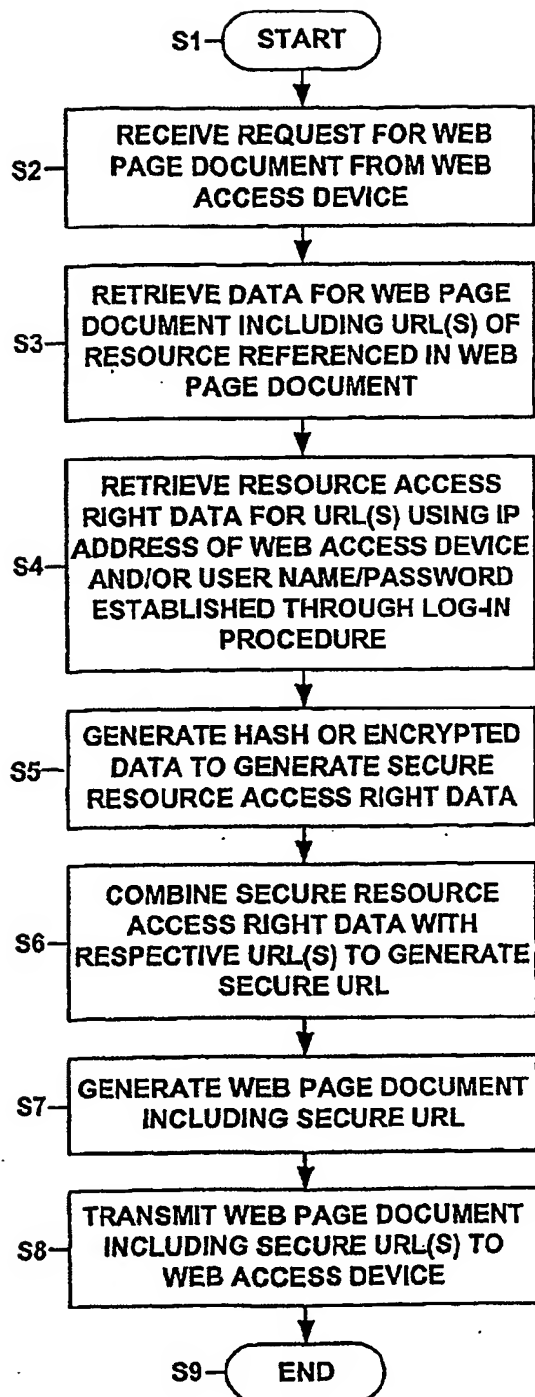 S1 START
S2 RECEIVE REQUEST FOR WEB
PAGE DOCUMENT FROM WEB
ACCESS DEVICE
S3 RETRIEVE DATA FOR WEB PAGE
DOCUMENT INCLUDING URL(S) OF
RESOURCE REFERENCED IN WEB
PAGE DOCUMENT
S4 RETRIEVE RESOURCE ACCESS
RIGHT DATA FOR URL(S) USING IP
ADDRESS OF WEB ACCESS DEVICE
AND/OR USER NAME/PASSWORD
ESTABLISHED THROUGH LOG-IN
PROCEDURE
S5 GENERATE HASH OR ENCRYPTED
DATA TO GENERATE SECURE
RESOURCE ACCESS RIGHT DATA
S6 COMBINE SECURE RESOURCE
ACCESS RIGHT DATA WITH
RESPECTIVE URL(S) TO GENERATE
SECURE URL
S7 GENERATE WEB PAGE DOCUMENT
INCLUDING SECURE URL
S8 TRANSMIT WEB PAGE DOCUMENT
INCLUDING SECURE URL(S) TO
WEB ACCESS DEVICE
S9 END